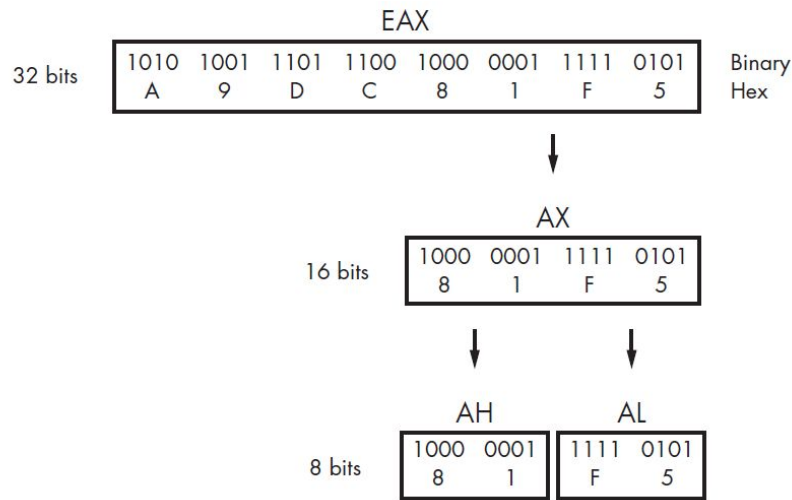 EAX
32 bits 1010 1001 1101 1100 1000 0001 1111 0101 Binary
A 9 D C 8 1 F 5 Hex
AX
16 bits 1000 0001 1111 0101
8 1 F 5
AH AL
8 bits 1000 0001 1111 0101
8 1 F 5